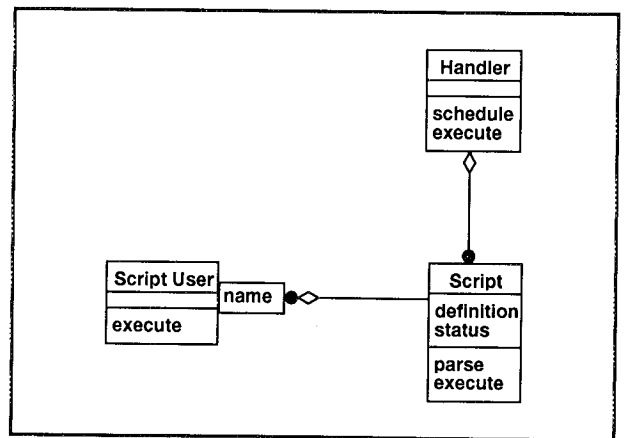 Handler
schedule
execute
Script User
name
execute
Script
definition
status
parse
execute